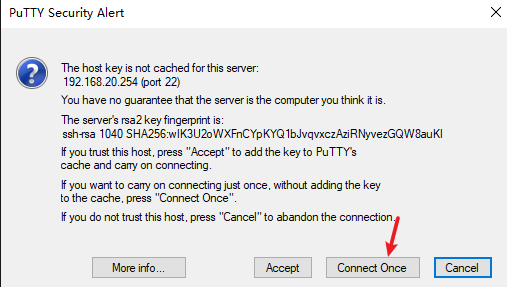 PuTTY Security Alert
The host key is not cached for this server:
192.168.20.254 (port 22)
You have no guarantee that the server is the computer you think it is.
The server's rsa2 key fingerprint is:
ssh-rsa 1040 SHA256:wIK3U2oWXFnCYpKYQ1bJvqvxczAziRNyvezGQW8auKI
If you trust this host, press "Accept" to add the key to PuTTY's
cache and carry on connecting.
If you want to carry on connecting just once, without adding the key
to the cache, press "Connect Once".
If you do not trust this host, press "Cancel" to abandon the connection.
More info...
Accept
Connect Once
Cancel